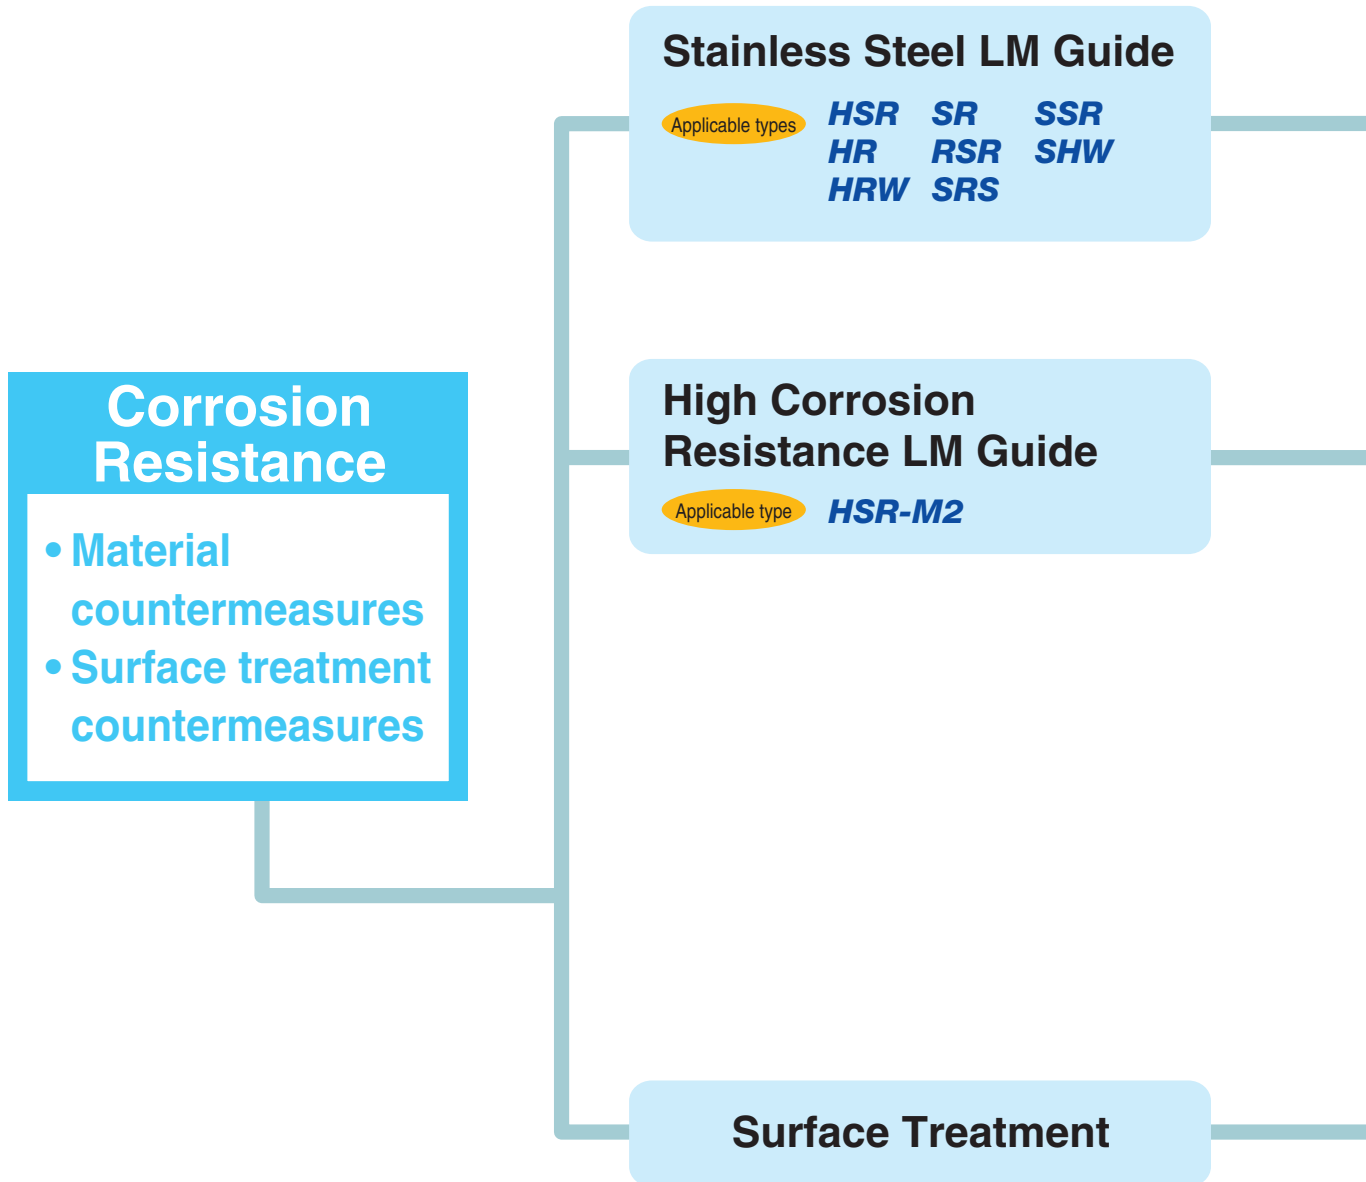 Stainless Steel LM Guide
Applicable types
HSR SR SSR
HR RSR SHW
HRW SRS
High Corrosion
Resistance LM Guide
Applicable type HSR-M2
Corrosion
Resistance
• Material
countermeasures
• Surface treatment
countermeasures
Surface Treatment